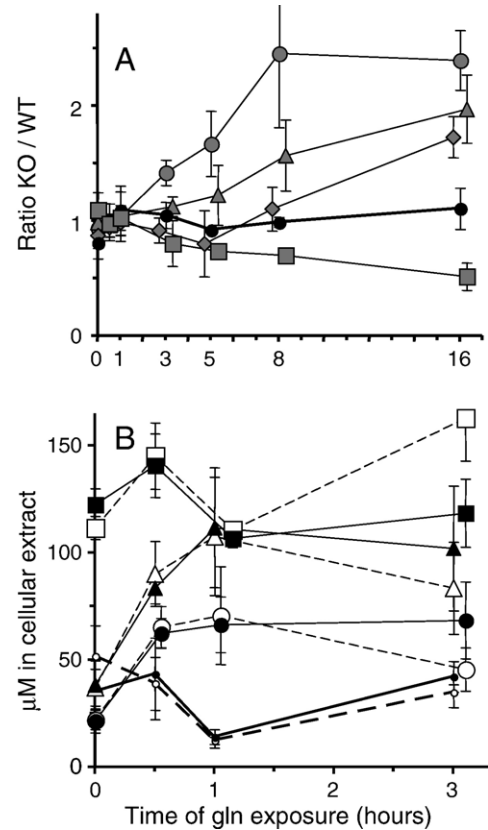 A
Ratio KO / WT
2
1
0
0 1 3 5 8 16
B
µM in cellular extract
150
100
50
0
0 1 2 3
Time of gln exposure (hours)